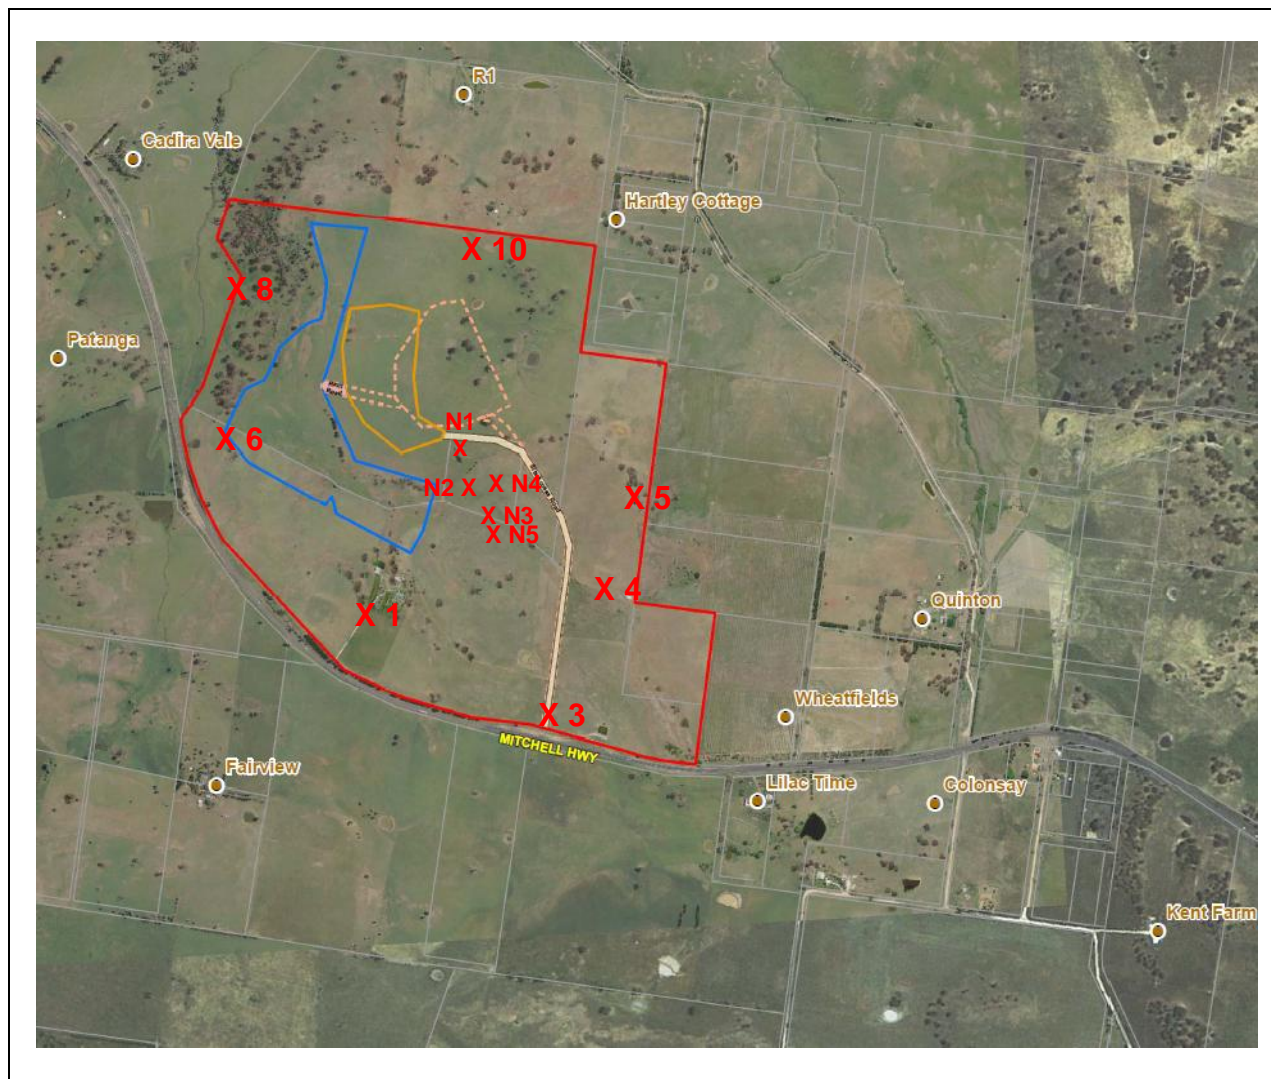 R1
Cadira Vale
Hartley Cottage
X 10
X 8
Patanga
N1
X
X 6
N2 X
X N4
X 5
X N3
X N5
X 4
Quinton
X 1
Wheatfields
X 3
MITCHELL HWY
Fairview
Lilac Time
Colonsay
Kent Farm